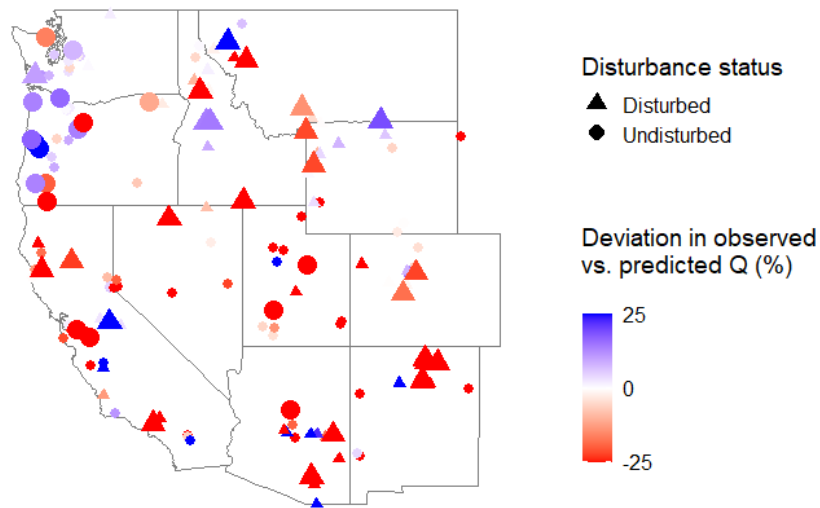 Disturbance status
Disturbed
Undisturbed
Deviation in observed
vs. predicted Q (%)
25
0
-25